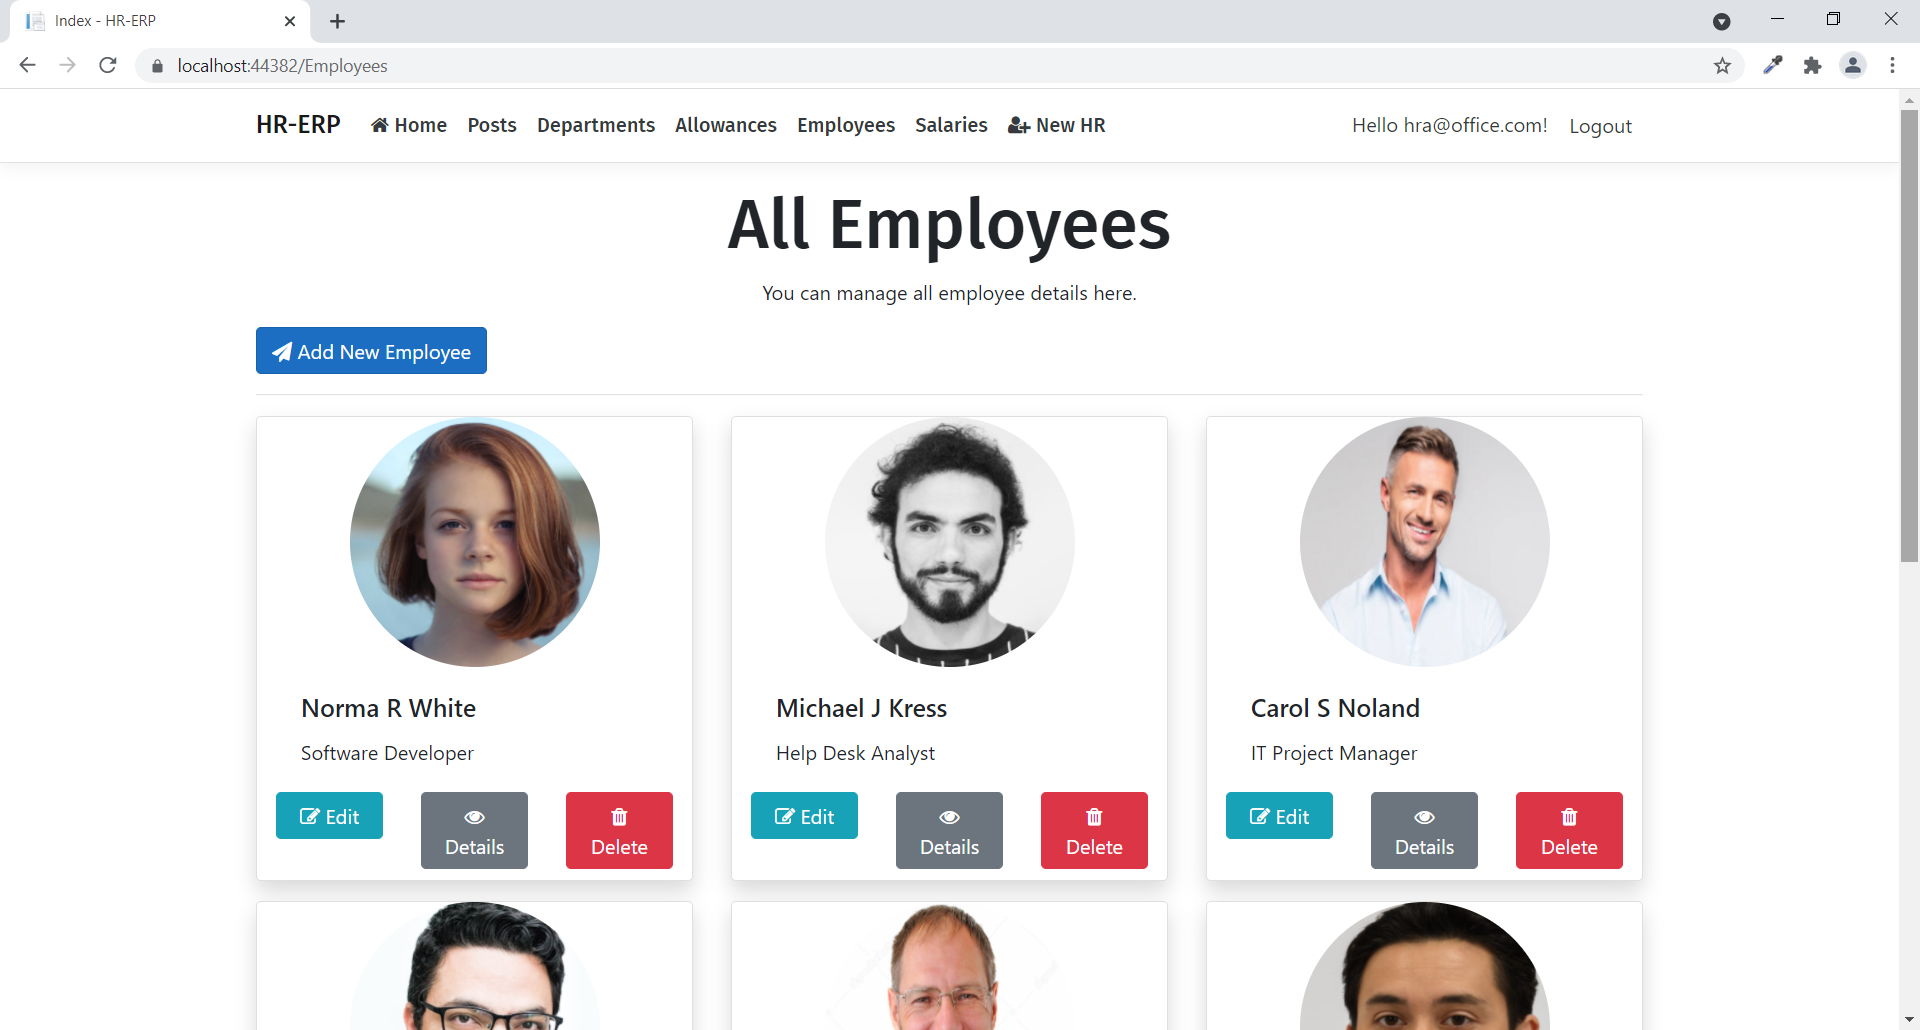 Index - HR-ERP
localhost:44382/Employees
HR-ERP Home Posts Departments Allowances Employees Salaries New HR Hello hra@office.com! Logout
All Employees
You can manage all employee details here.
Add New Employee
Norma R White
Software Developer
Edit Details Delete
Michael J Kress
Help Desk Analyst
Edit Details Delete
Carol S Noland
IT Project Manager
Edit Details Delete